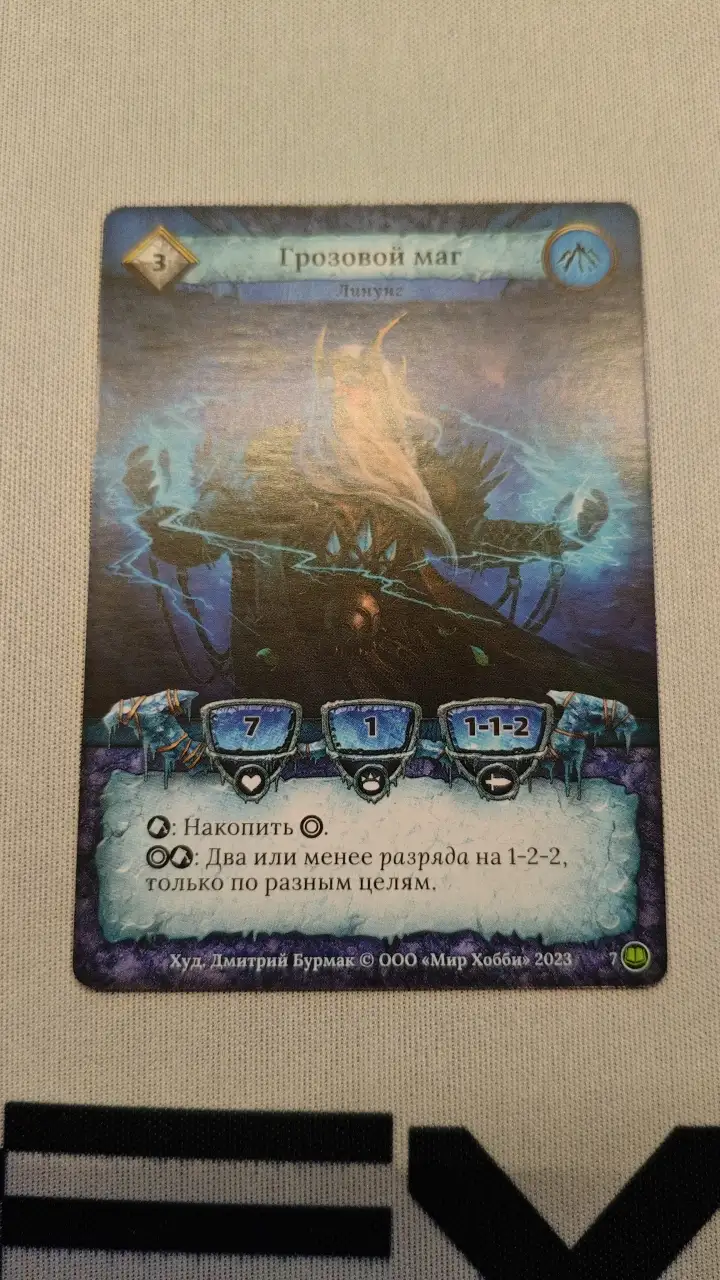 3
Грозовой маг
Линунг
7 1 1-1-2
: Накопить .
: Два или менее разряда на 1-2-2,
только по разным целям.
Худ. Дмитрий Бурмак © ООО «Мир Хобби» 2023 7
EX